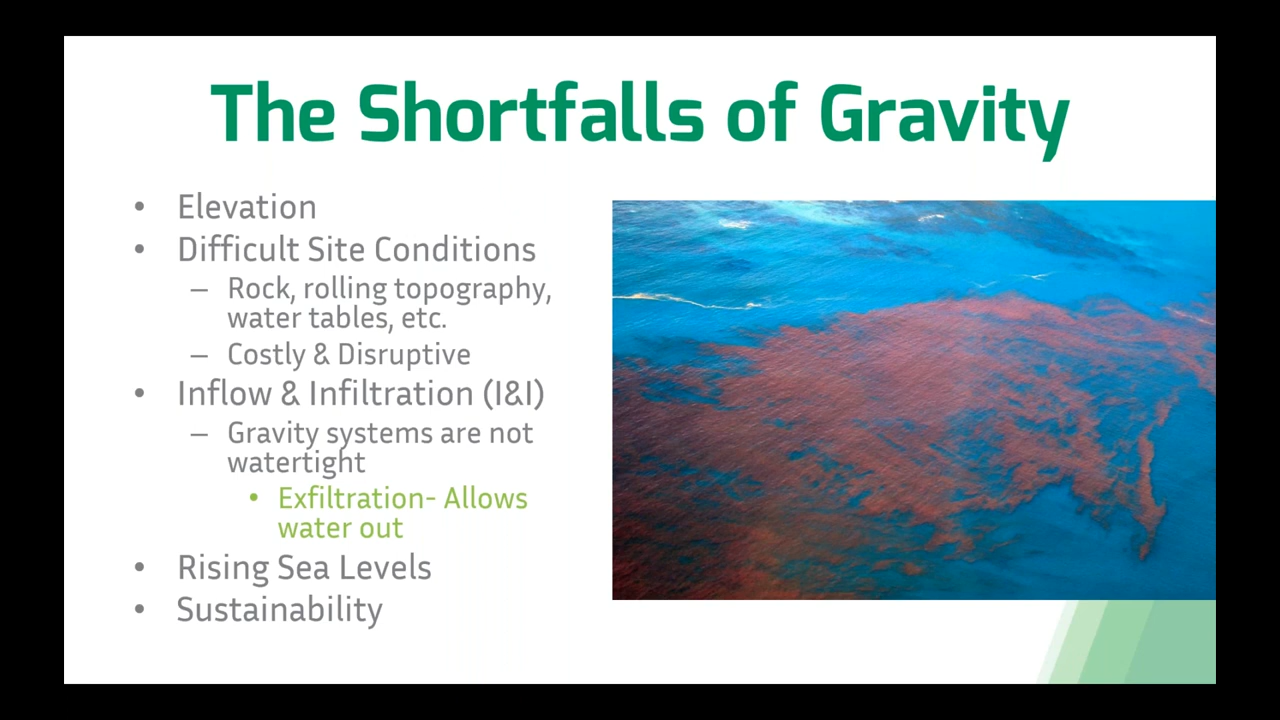 The Shortfalls of Gravity
• Elevation
• Difficult Site Conditions
– Rock, rolling topography,
water tables, etc.
– Costly & Disruptive
• Inflow & Infiltration (I&I)
– Gravity systems are not
watertight
• Exfiltration- Allows
water out
• Rising Sea Levels
• Sustainability